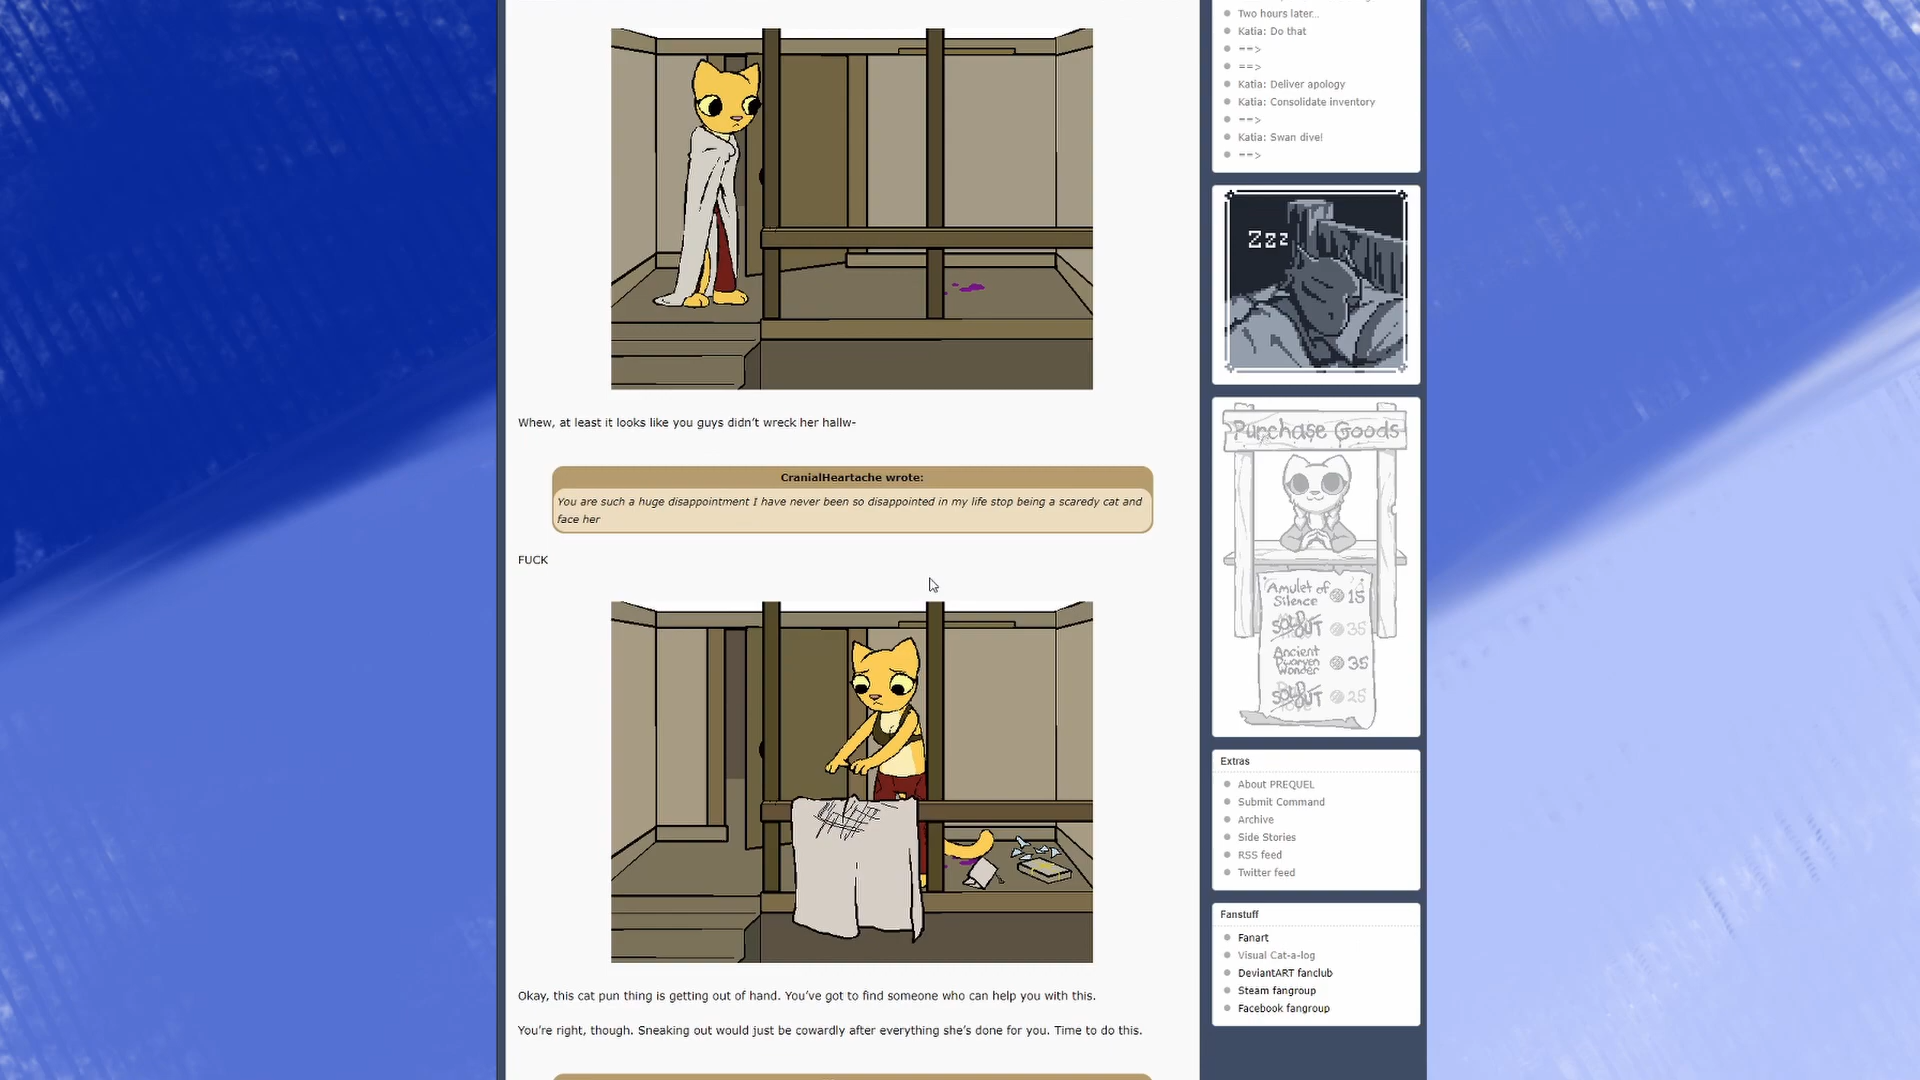 Whew, at least it looks like you guys didn’t wreck her hallw-
CranialHeartache wrote:
You are such a huge disappointment I have never been so disappointed in my life stop being a scaredy cat and
face her
FUCK
Okay, this cat pun thing is getting out of hand. You’ve got to find someone who can help you with this.
You’re right, though. Sneaking out would just be cowardly after everything she’s done for you. Time to do this.
Two hours later...
Katia: Do that
==>
==>
Katia: Deliver apology
Katia: Consolidate inventory
==>
Katia: Swan dive!
==>
Zzz
Purchase Goods
Amulet of
Silence 15
SOLD OUT 35
Ancient
Dwarven
Wonder 35
SOLD OUT 25
Extras
About PREQUEL
Submit Command
Archive
Side Stories
RSS feed
Twitter feed
Fanstuff
Fanart
Visual Cat-a-log
DeviantART fanclub
Steam fangroup
Facebook fangroup